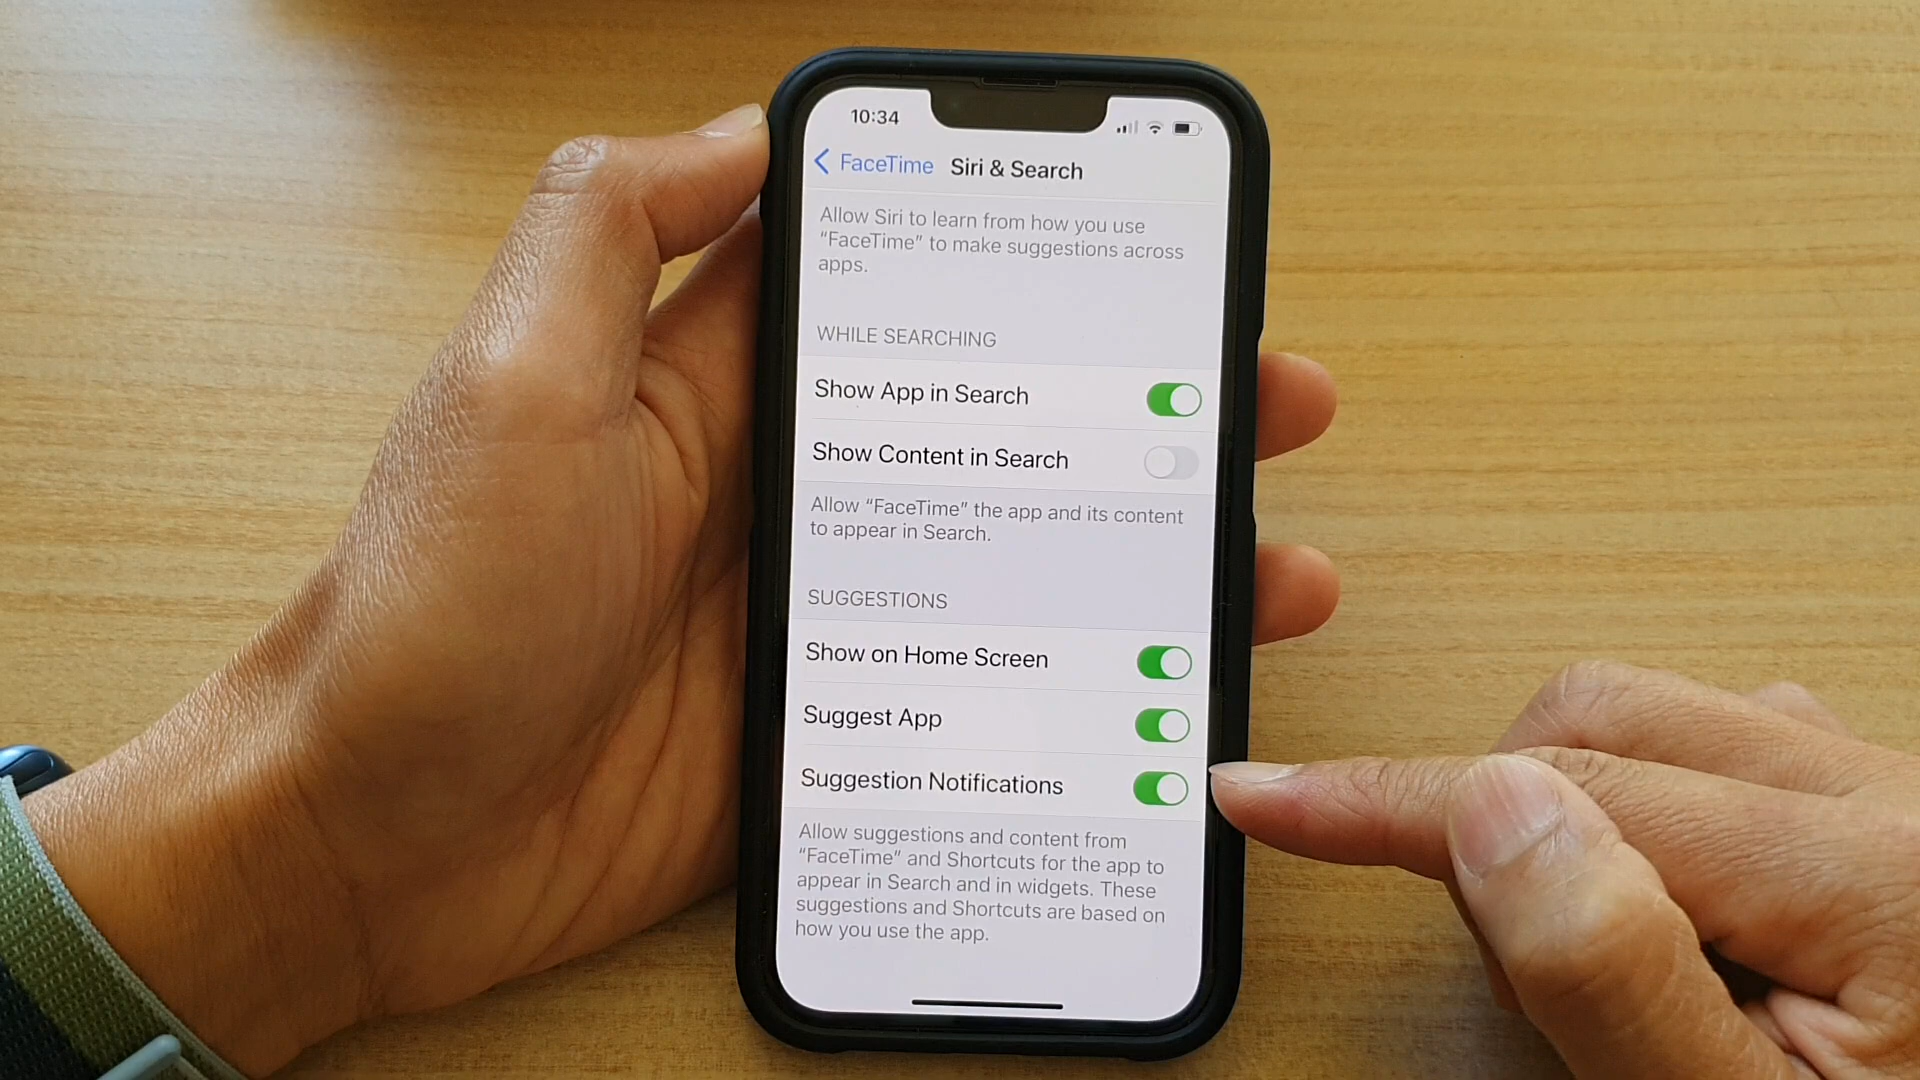 10:34
FaceTime Siri & Search
Allow Siri to learn from how you use
“FaceTime” to make suggestions across
apps.
WHILE SEARCHING
Show App in Search
Show Content in Search
Allow “FaceTime” the app and its content
to appear in Search.
SUGGESTIONS
Show on Home Screen
Suggest App
Suggestion Notifications
Allow suggestions and content from
“FaceTime” and Shortcuts for the app to
appear in Search and in widgets. These
suggestions and Shortcuts are based on
how you use the app.